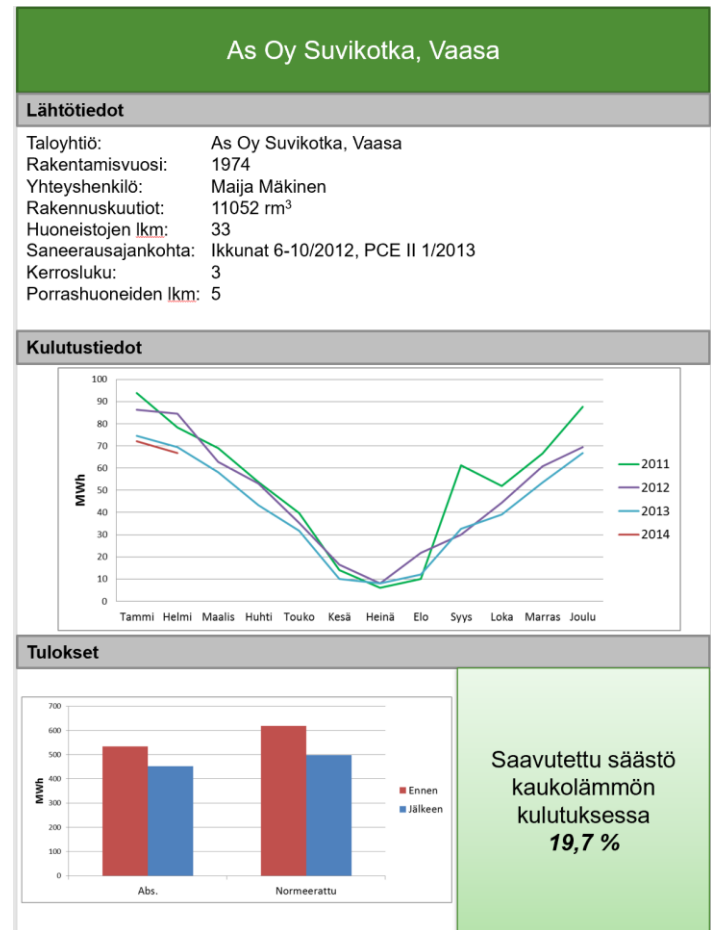 As Oy Suvikotka, Vaasa
Lähtötiedot
Taloyhtiö: As Oy Suvikotka, Vaasa
Rakentamisvuosi: 1974
Yhteyshenkilö: Maija Mäkinen
Rakennuskuutiot: 11052 rm³
Huoneistojen lkm: 33
Saneerausajankohta: Ikkunat 6-10/2012, PCE II 1/2013
Kerrosluku: 3
Porrashuoneiden lkm: 5
Kulutustiedot
100
90
80
70
60
50
40
30
20
10
0
MWh
Tammi Helmi Maalis Huhti Touko Kesä Heinä Elo Syys Loka Marras Joulu
2011
2012
2013
2014
Tulokset
700
600
500
400
300
200
100
0
MWh
Abs. Normeerattu
Ennen
Jälkeen
Saavutettu säästö
kaukolämmön
kulutuksessa
19,7 %